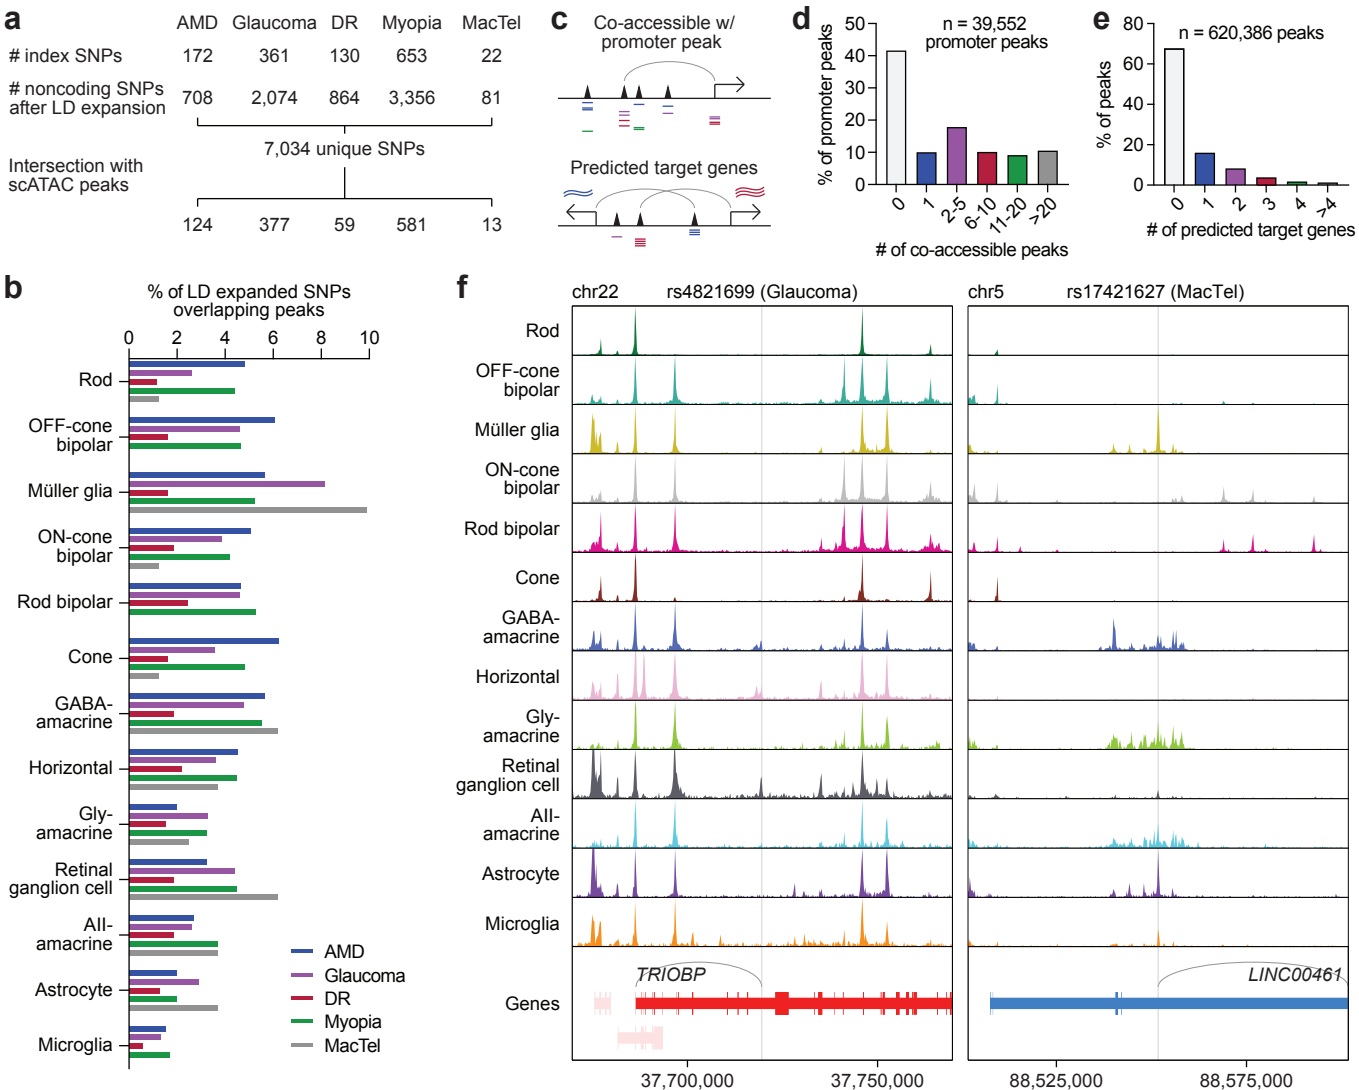 a
AMD Glaucoma DR Myopia MacTel
# index SNPs 172 361 130 653 22
# noncoding SNPs
after LD expansion
708 2,074 864 3,356 81
7,034 unique SNPs
Intersection with
scATAC peaks
124 377 59 581 13
c
Co-accessible w/
promoter peak
Predicted target genes
d
n = 39,552
promoter peaks
% of promoter peaks
50
40
30
20
10
0
0 1 2-5 6-10 11-20 >20
# of co-accessible peaks
e
n = 620,386 peaks
% of peaks
80
60
40
20
0
0 1 2 3 4 >4
# of predicted target genes
b
% of LD expanded SNPs
overlapping peaks
0 2 4 6 8 10
Rod
OFF-cone
bipolar
Müller glia
ON-cone
bipolar
Rod bipolar
Cone
GABA-
amacrine
Horizontal
Gly-
amacrine
Retinal
ganglion cell
AII-
amacrine
Astrocyte
Microglia
AMD
Glaucoma
DR
Myopia
MacTel
f
chr22 rs4821699 (Glaucoma)
chr5 rs17421627 (MacTel)
Rod
OFF-cone
bipolar
Müller glia
ON-cone
bipolar
Rod bipolar
Cone
GABA-
amacrine
Horizontal
Gly-
amacrine
Retinal
ganglion cell
AII-
amacrine
Astrocyte
Microglia
Genes
TRIOBP
LINC00461
37,700,000 37,750,000
88,525,000 88,575,000